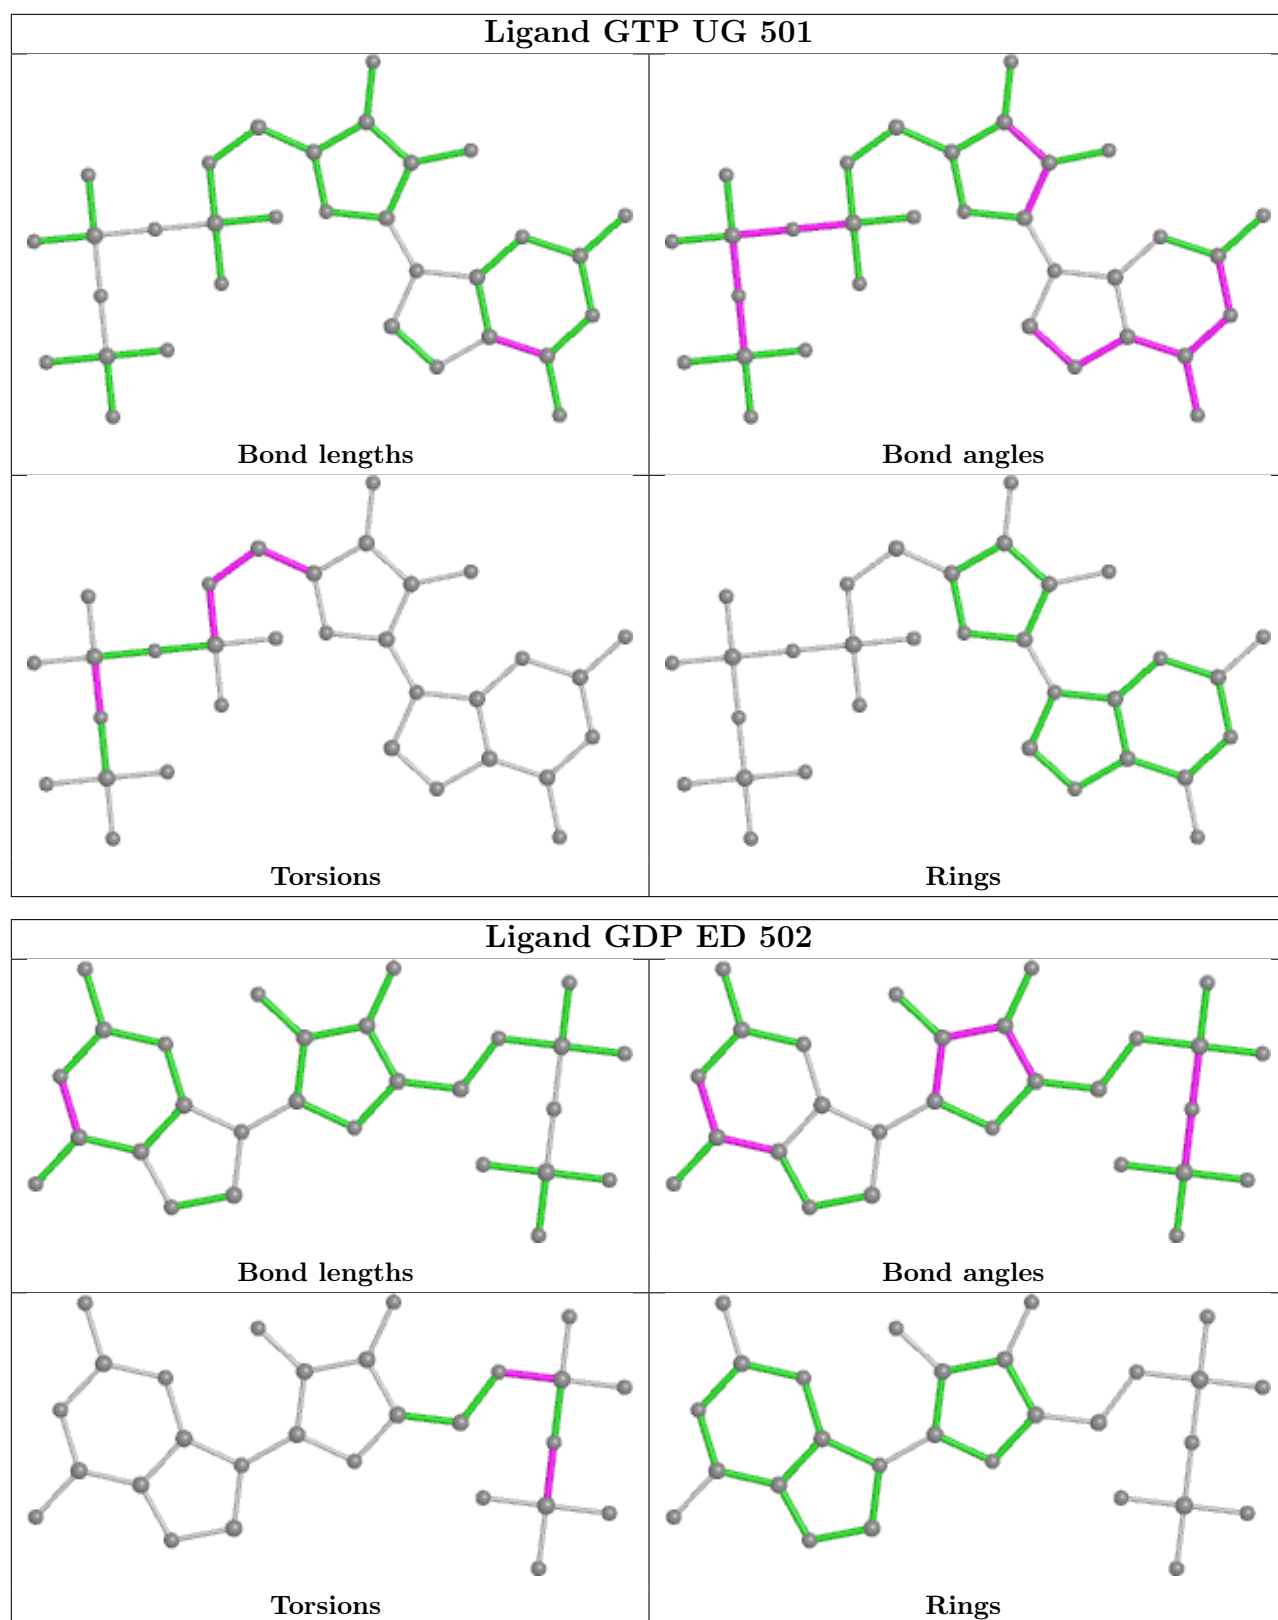 Ligand GTP UG 501
Bond lengths
Bond angles
Torsions
Rings
Ligand GDP ED 502
Bond lengths
Bond angles
Torsions
Rings